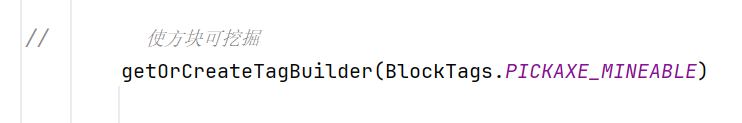 // 使方块可挖掘
getOrCreateTagBuilder(BlockTags.PICKAXE_MINEABLE)